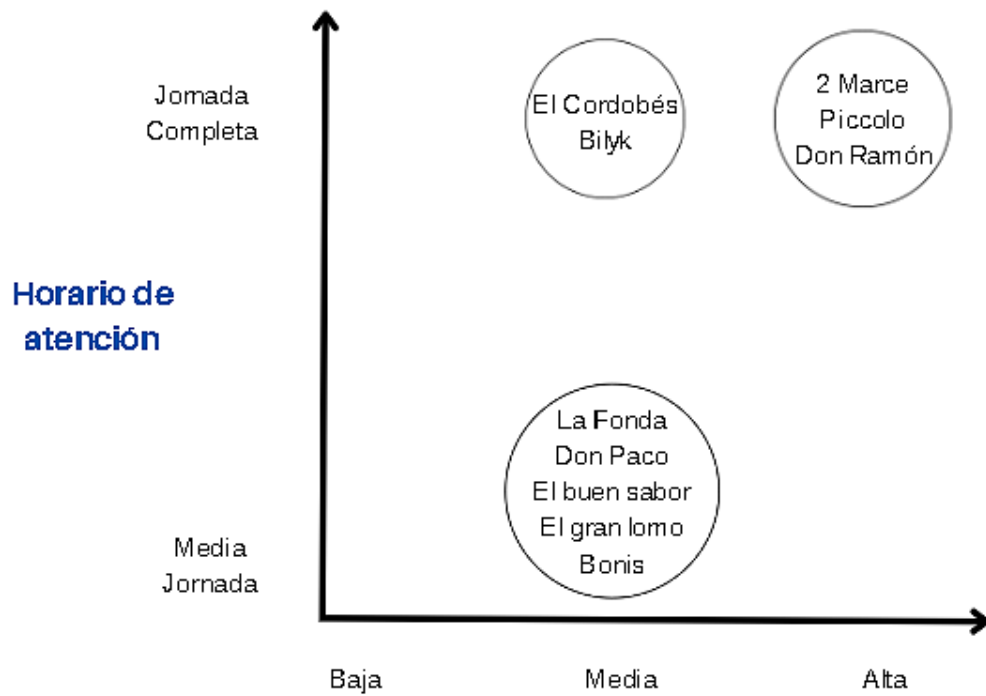 Jornada
Completa
El Cordobés
Bilyk
2 Marce
Piccolo
Don Ramón
Horario de
atención
La Fonda
Don Paco
El buen sabor
El gran lomo
Bonis
Media
Jornada
Baja
Media
Alta